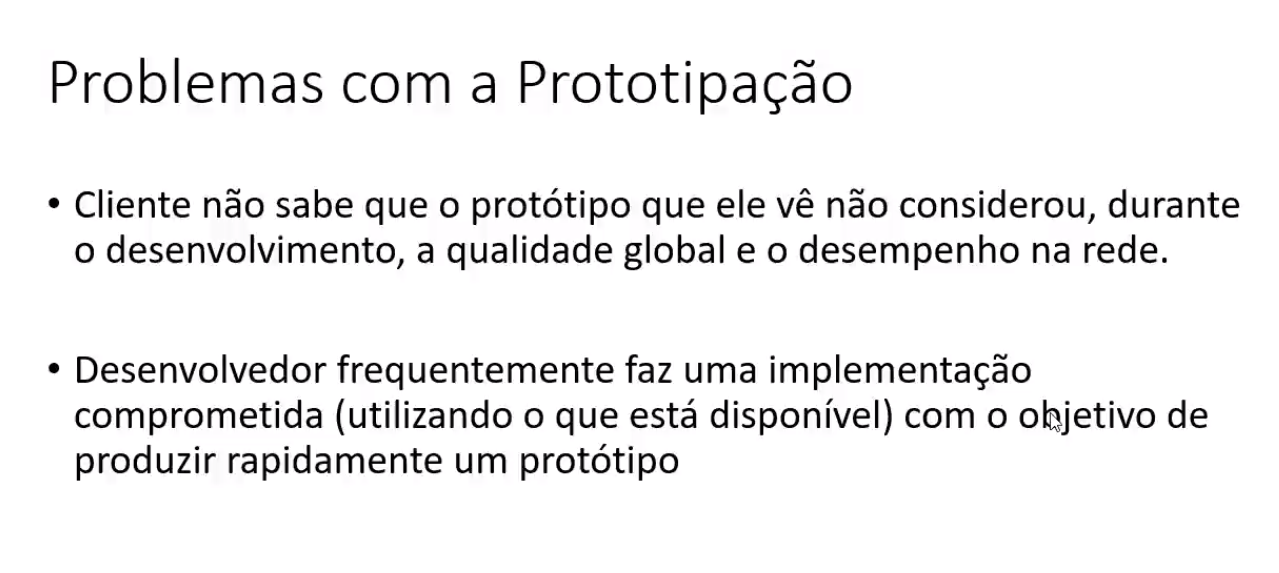 Problemas com a Prototipação
• Cliente não sabe que o protótipo que ele vê não considerou, durante
o desenvolvimento, a qualidade global e o desempenho na rede.
• Desenvolvedor frequentemente faz uma implementação
comprometida (utilizando o que está disponível) com o objetivo de
produzir rapidamente um protótipo